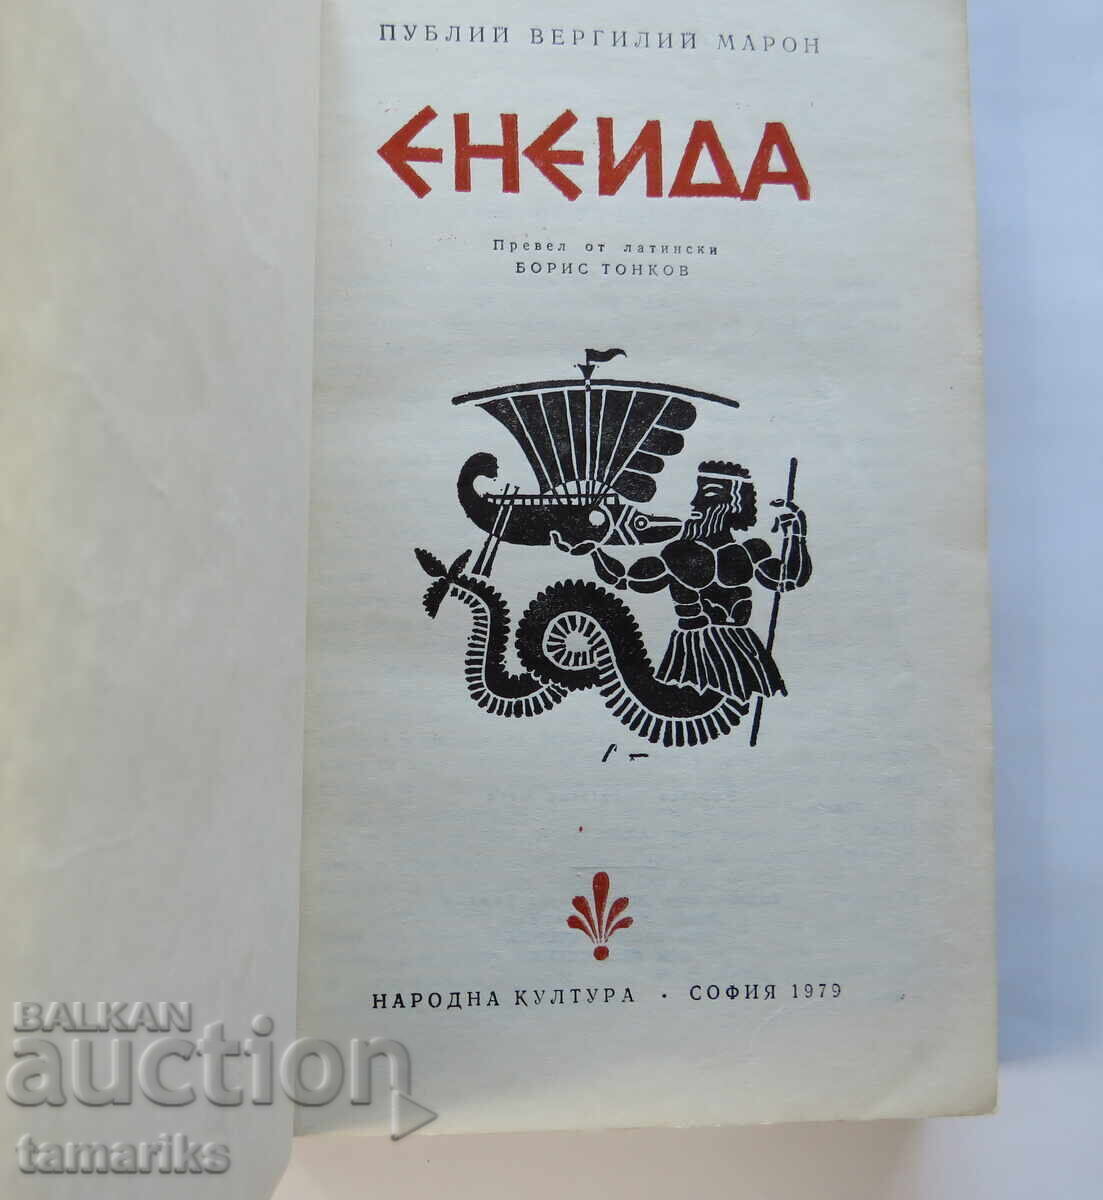 ПУБЛИЙ ВЕРГИЛИЙ МАРОН
ЕНЕИДА
Превел от латински
БОРИС ТОНКОВ
НАРОДНА КУЛТУРА · СОФИЯ 1979
BALKAN
auction
tamariks